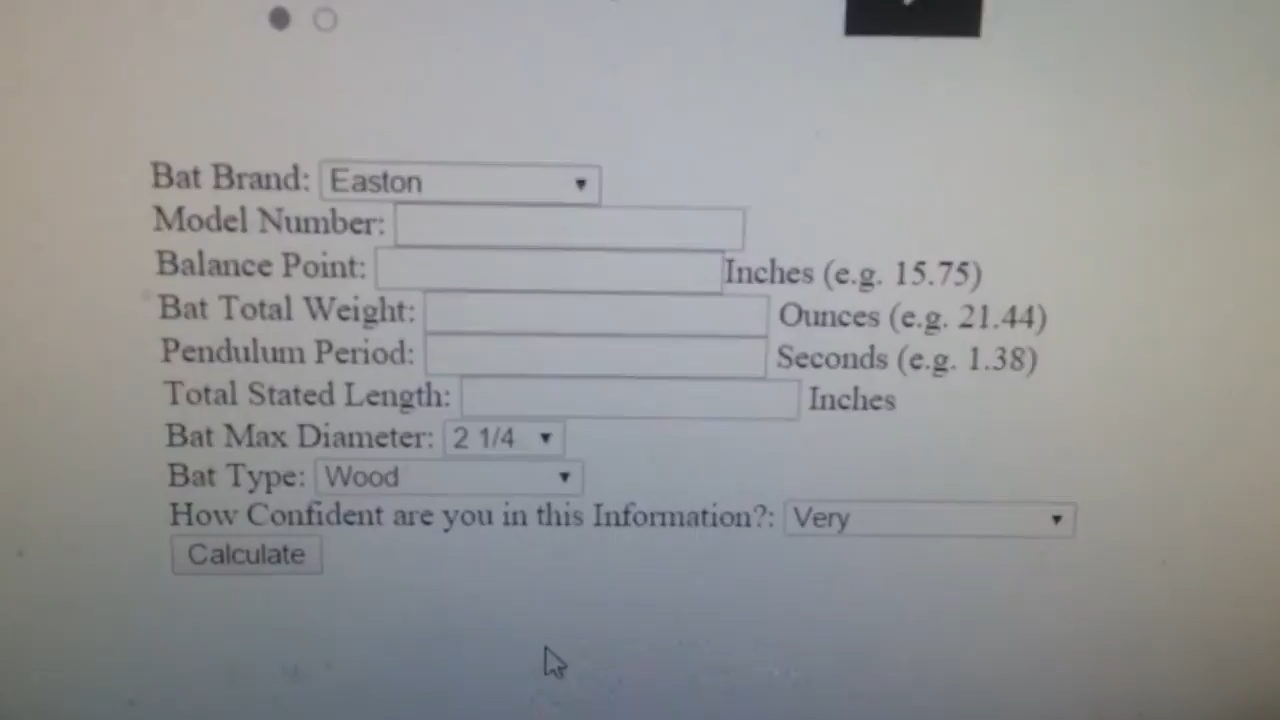 Bat Brand: Easton
Model Number:
Balance Point: Inches (e.g. 15.75)
Bat Total Weight: Ounces (e.g. 21.44)
Pendulum Period: Seconds (e.g. 1.38)
Total Stated Length: Inches
Bat Max Diameter: 2 1/4
Bat Type: Wood
How Confident are you in this Information?: Very
Calculate